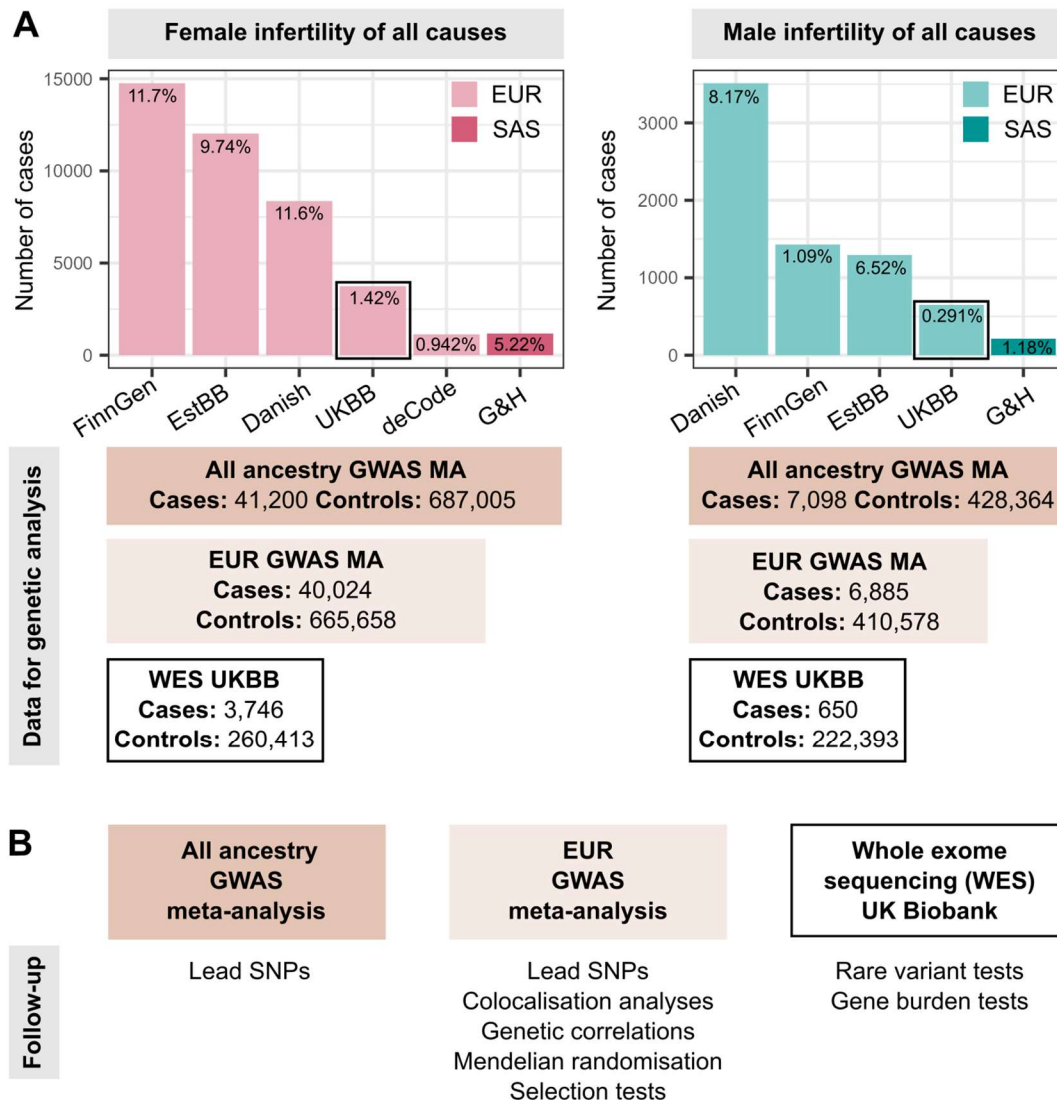 A
Female infertility of all causes
Number of cases
15000
10000
5000
0
11.7%
9.74%
11.6%
1.42%
0.942%
5.22%
EUR
SAS
FinnGen
EstBB
Danish
UKBB
deCode
G&H
Male infertility of all causes
Number of cases
3000
2000
1000
0
8.17%
1.09%
6.52%
0.291%
1.18%
EUR
SAS
Danish
FinnGen
EstBB
UKBB
G&H
Data for genetic analysis
All ancestry GWAS MA
Cases: 41,200 Controls: 687,005
EUR GWAS MA
Cases: 40,024
Controls: 665,658
WES UKBB
Cases: 3,746
Controls: 260,413
All ancestry GWAS MA
Cases: 7,098 Controls: 428,364
EUR GWAS MA
Cases: 6,885
Controls: 410,578
WES UKBB
Cases: 650
Controls: 222,393
B
All ancestry
GWAS
meta-analysis
EUR
GWAS
meta-analysis
Whole exome
sequencing (WES)
UK Biobank
Follow-up
Lead SNPs
Lead SNPs
Colocalisation analyses
Genetic correlations
Mendelian randomisation
Selection tests
Rare variant tests
Gene burden tests